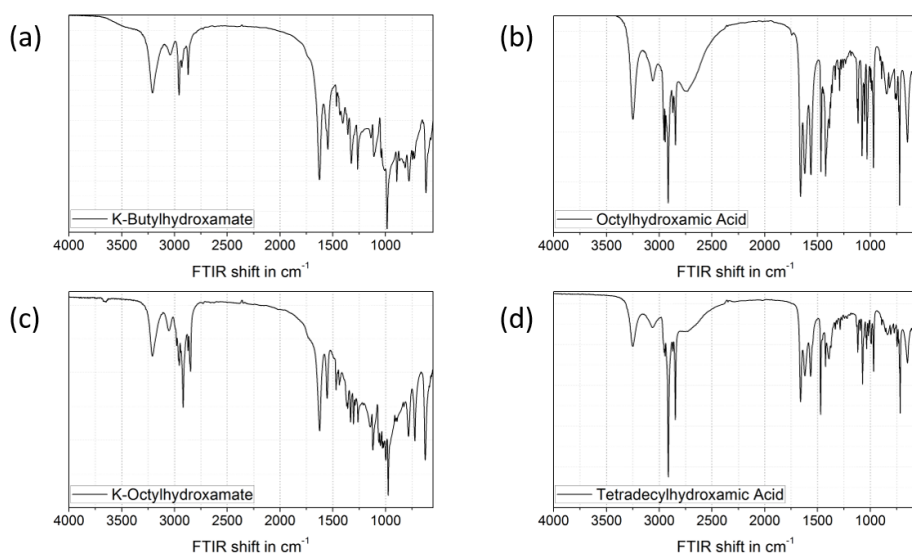 (a)
K-Butylhydroxamate
4000 3500 3000 2500 2000 1500 1000
FTIR shift in cm-1
(b)
Octylhydroxamic Acid
4000 3500 3000 2500 2000 1500 1000
FTIR shift in cm-1
(c)
K-Octylhydroxamate
4000 3500 3000 2500 2000 1500 1000
FTIR shift in cm-1
(d)
Tetradecylhydroxamic Acid
4000 3500 3000 2500 2000 1500 1000
FTIR shift in cm-1